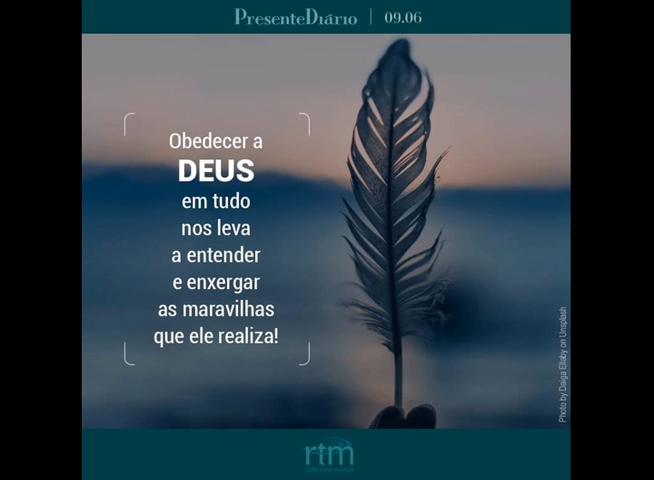 PresenteDiário | 09.06
Obedecer a
DEUS
em tudo
nos leva
a entender
e enxergar
as maravilhas
que ele realiza!
Photo by Daiga Ellaby on Unsplash
rtm